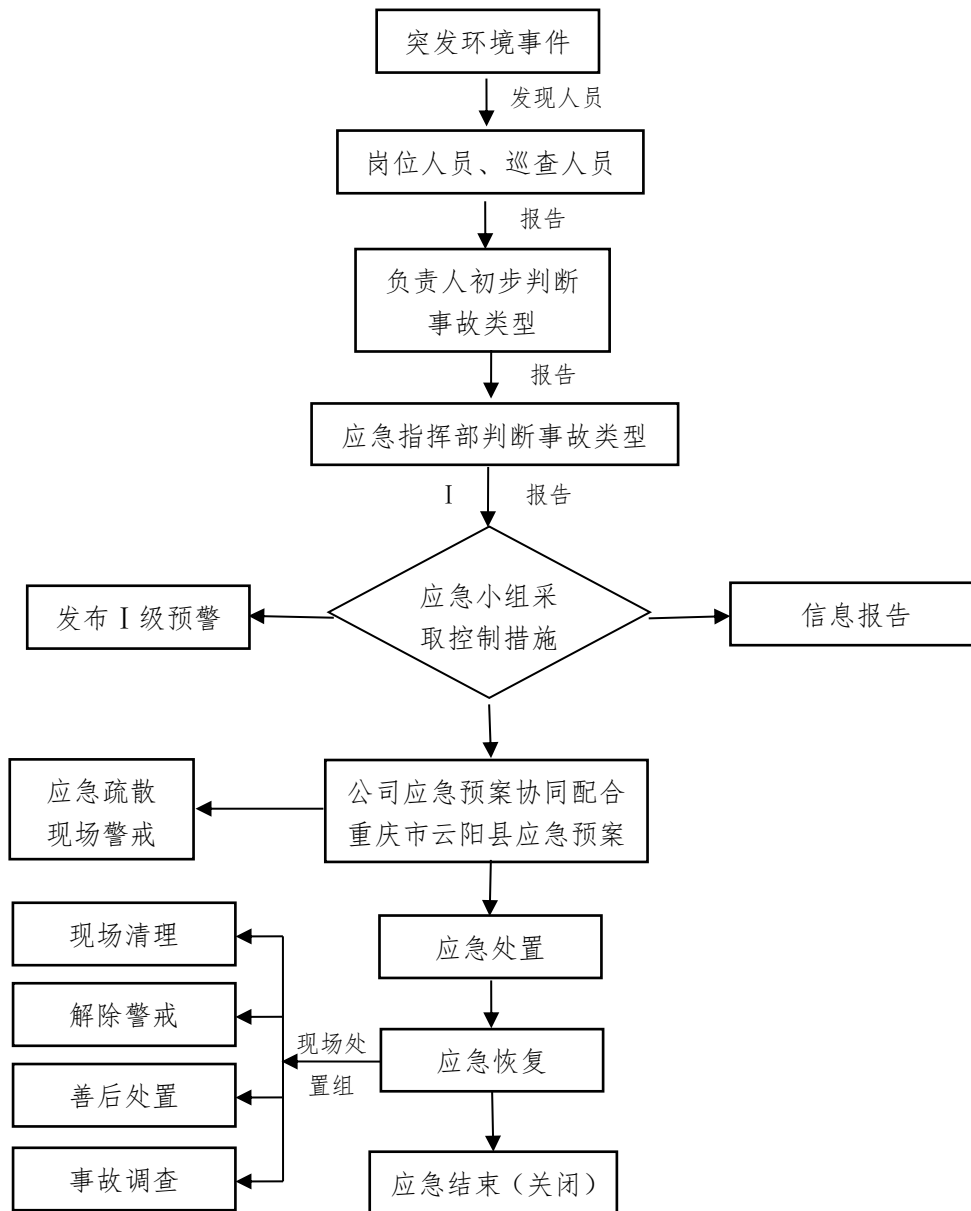 突发环境事件
发现人员
岗位人员、巡查人员
报告
负责人初步判断
事故类型
报告
应急指挥部判断事故类型
Ⅰ 报告
应急小组采
取控制措施
发布Ⅰ级预警
信息报告
公司应急预案协同配合
重庆市云阳县应急预案
应急疏散
现场警戒
应急处置
现场清理
解除警戒
现场处
置组
应急恢复
善后处置
事故调查
应急结束（关闭）